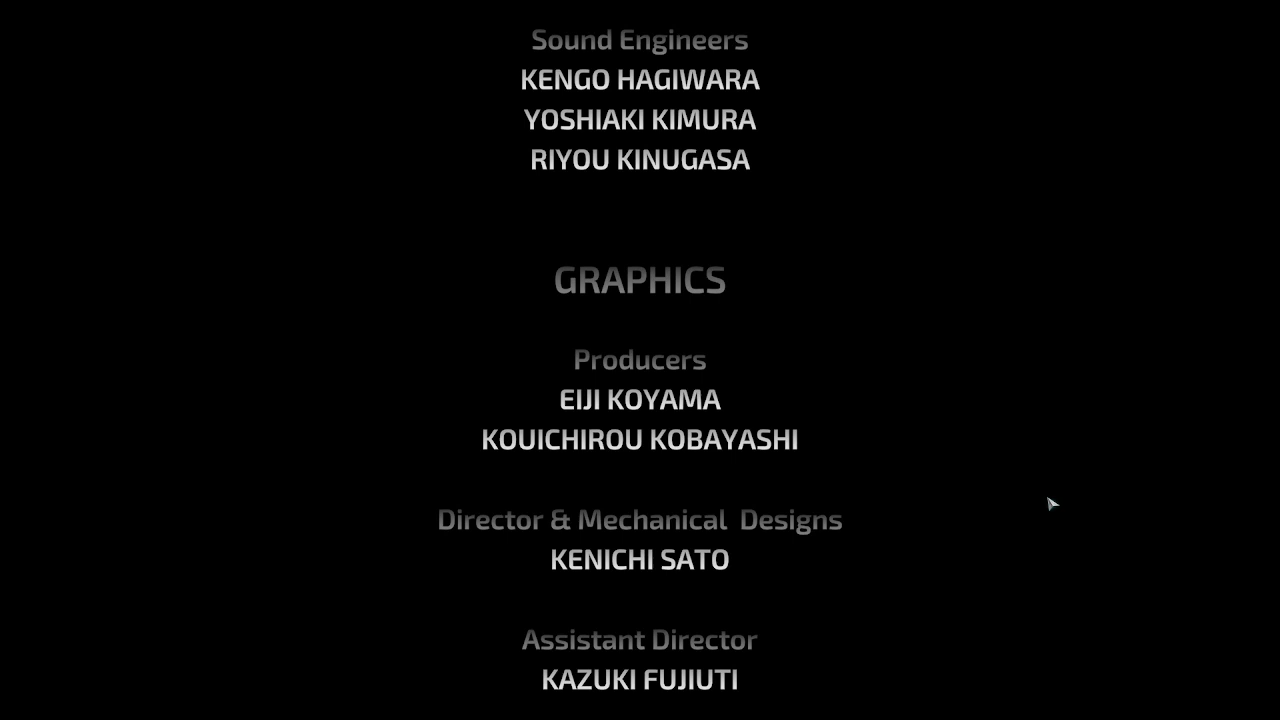 Sound Engineers
KENGO HAGIWARA
YOSHIAKI KIMURA
RIYOU KINUGASA
GRAPHICS
Producers
EIJI KOYAMA
KOUICHIROU KOBAYASHI
Director & Mechanical  Designs
KENICHI SATO
Assistant Director
KAZUKI FUJIUTI